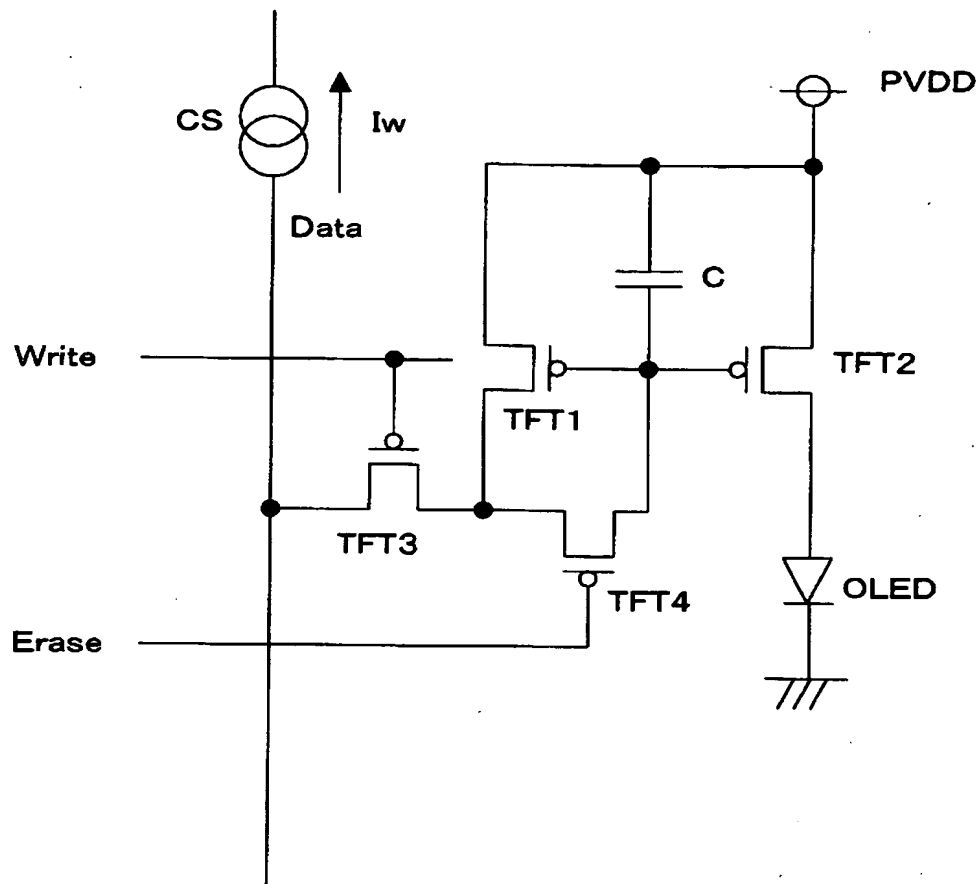 PVDD
CS
Iw
Data
C
Write
TFT2
TFT1
TFT3
OLED
TFT4
Erase